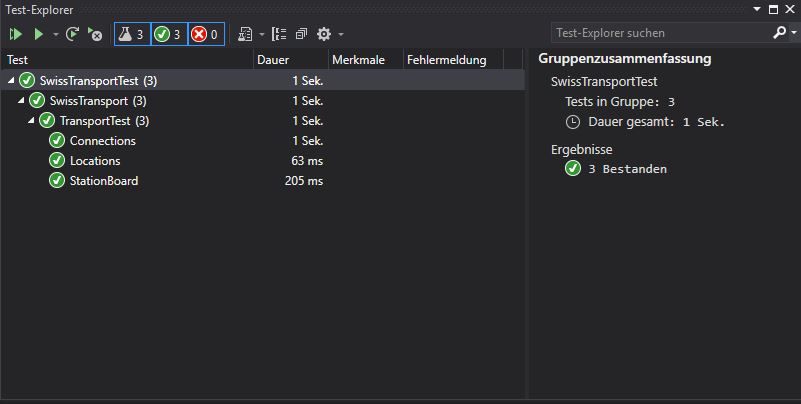 Test-Explorer
3 3 0 Test-Explorer suchen
Test Dauer Merkmale Fehlermeldung
SwissTransportTest (3) 1 Sek.
SwissTransport (3) 1 Sek.
TransportTest (3) 1 Sek.
Connections 1 Sek.
Locations 63 ms
StationBoard 205 ms
Gruppenzusammenfassung
SwissTransportTest
Tests in Gruppe: 3
Dauer gesamt: 1 Sek.
Ergebnisse
3 Bestanden